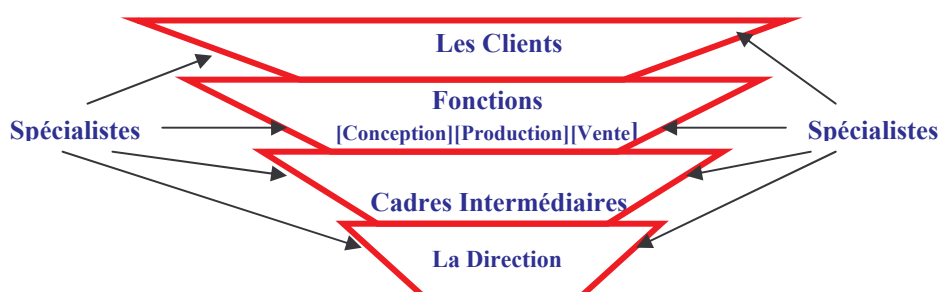 Les Clients
Fonctions
Spécialistes
[Conception][Production][Vente]
Spécialistes
Cadres Intermédiaires
La Direction